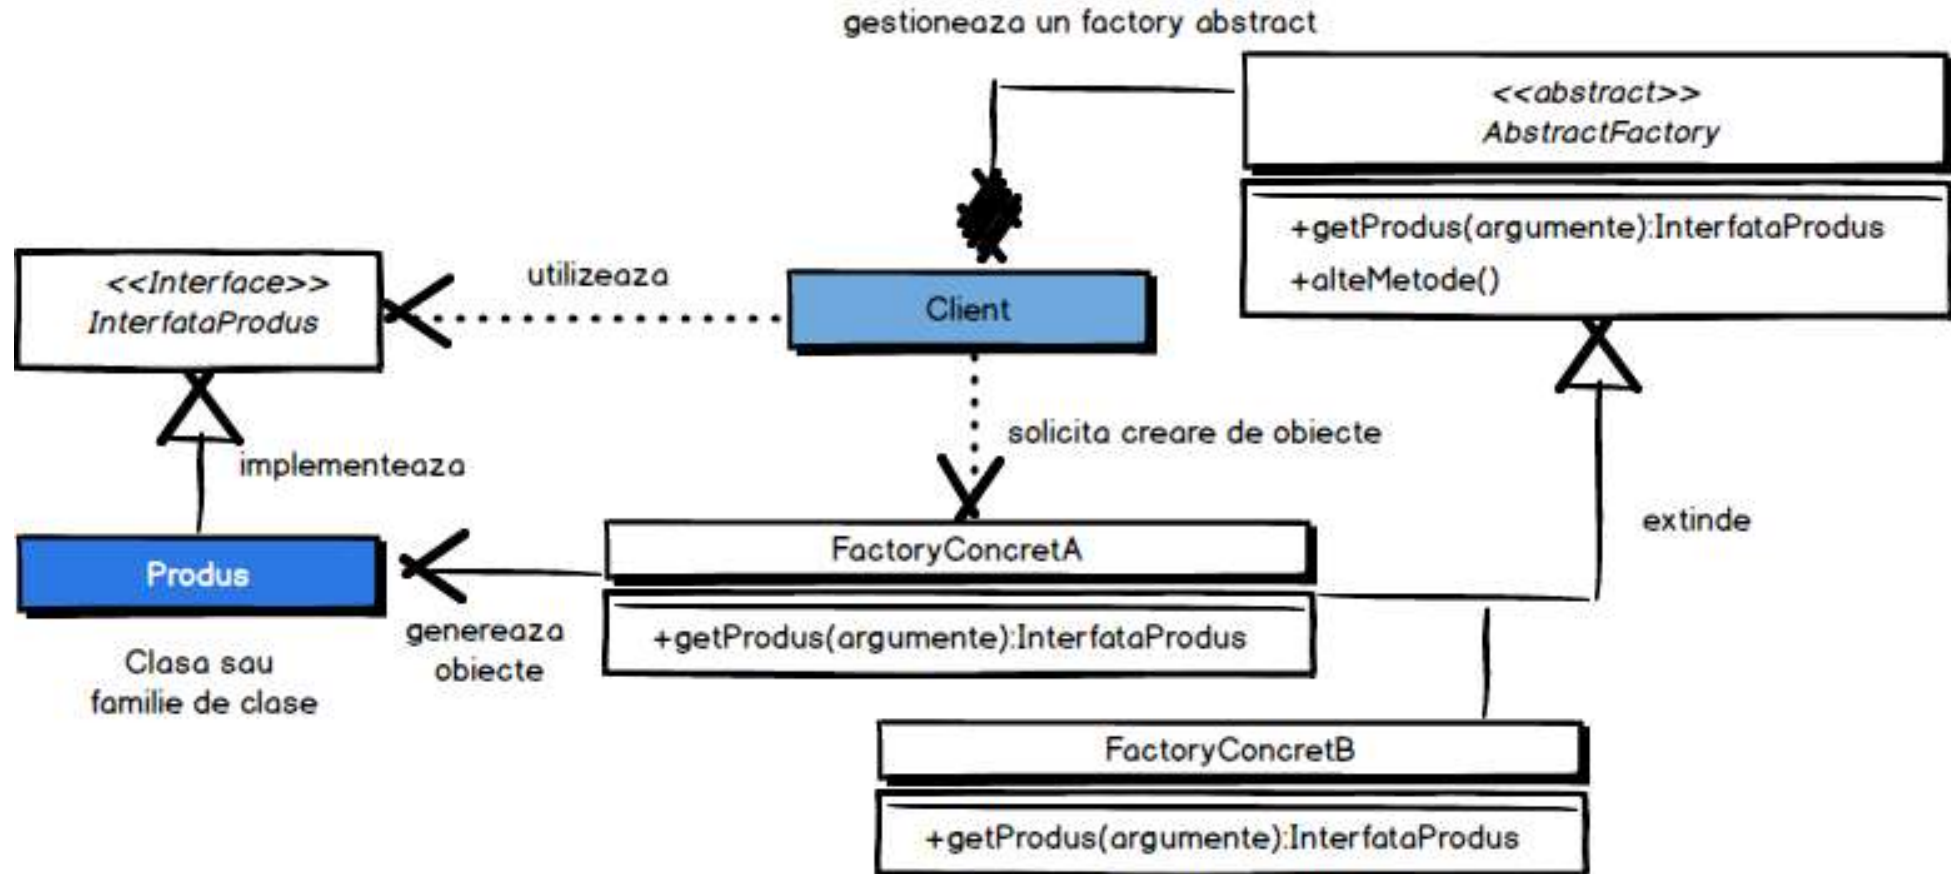 gestioneaza un factory abstract
<<abstract>>
AbstractFactory
+getProdus(argumente):InterfataProdus
+alteMetode()
<<Interface>>
InterfataProdus
utilizeaza
Client
solicita creare de obiecte
implementeaza
extinde
Produs
Clasa sau
familie de clase
genereaza
obiecte
FactoryConcretA
+getProdus(argumente):InterfataProdus
FactoryConcretB
+getProdus(argumente):InterfataProdus